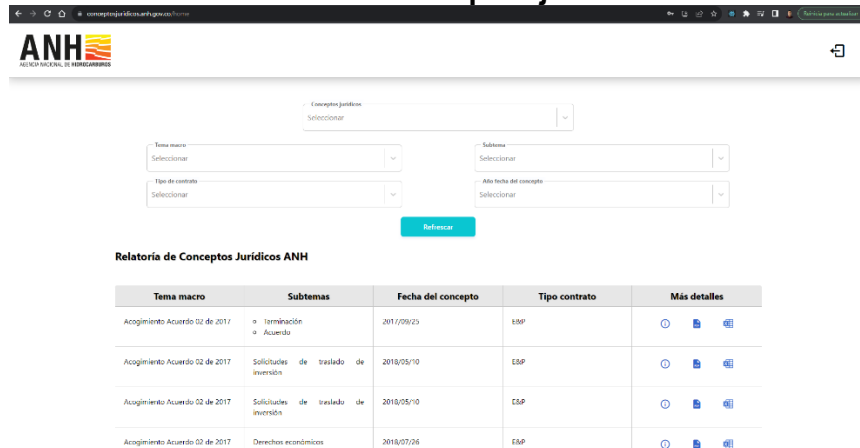 conceptosjuridicos.anh.gov.co/home
ANH
AGENCIA NACIONAL DE HIDROCARBUROS
Conceptos jurídicos
Seleccionar
Tema macro
Seleccionar
Subtema
Seleccionar
Tipo de contrato
Seleccionar
Año fecha del concepto
Seleccionar
Refrescar
Relatoría de Conceptos Jurídicos ANH
Tema macro Subtemas Fecha del concepto Tipo contrato Más detalles
Acogimiento Acuerdo 02 de 2017 Terminación 2017/09/25 E&P
Acuerdo
Acogimiento Acuerdo 02 de 2017 Solicitudes de traslado de 2018/05/10 E&P
inversión
Acogimiento Acuerdo 02 de 2017 Solicitudes de traslado de 2018/05/10 E&P
inversión
Acogimiento Acuerdo 02 de 2017 Derechos económicos 2018/07/26 E&P